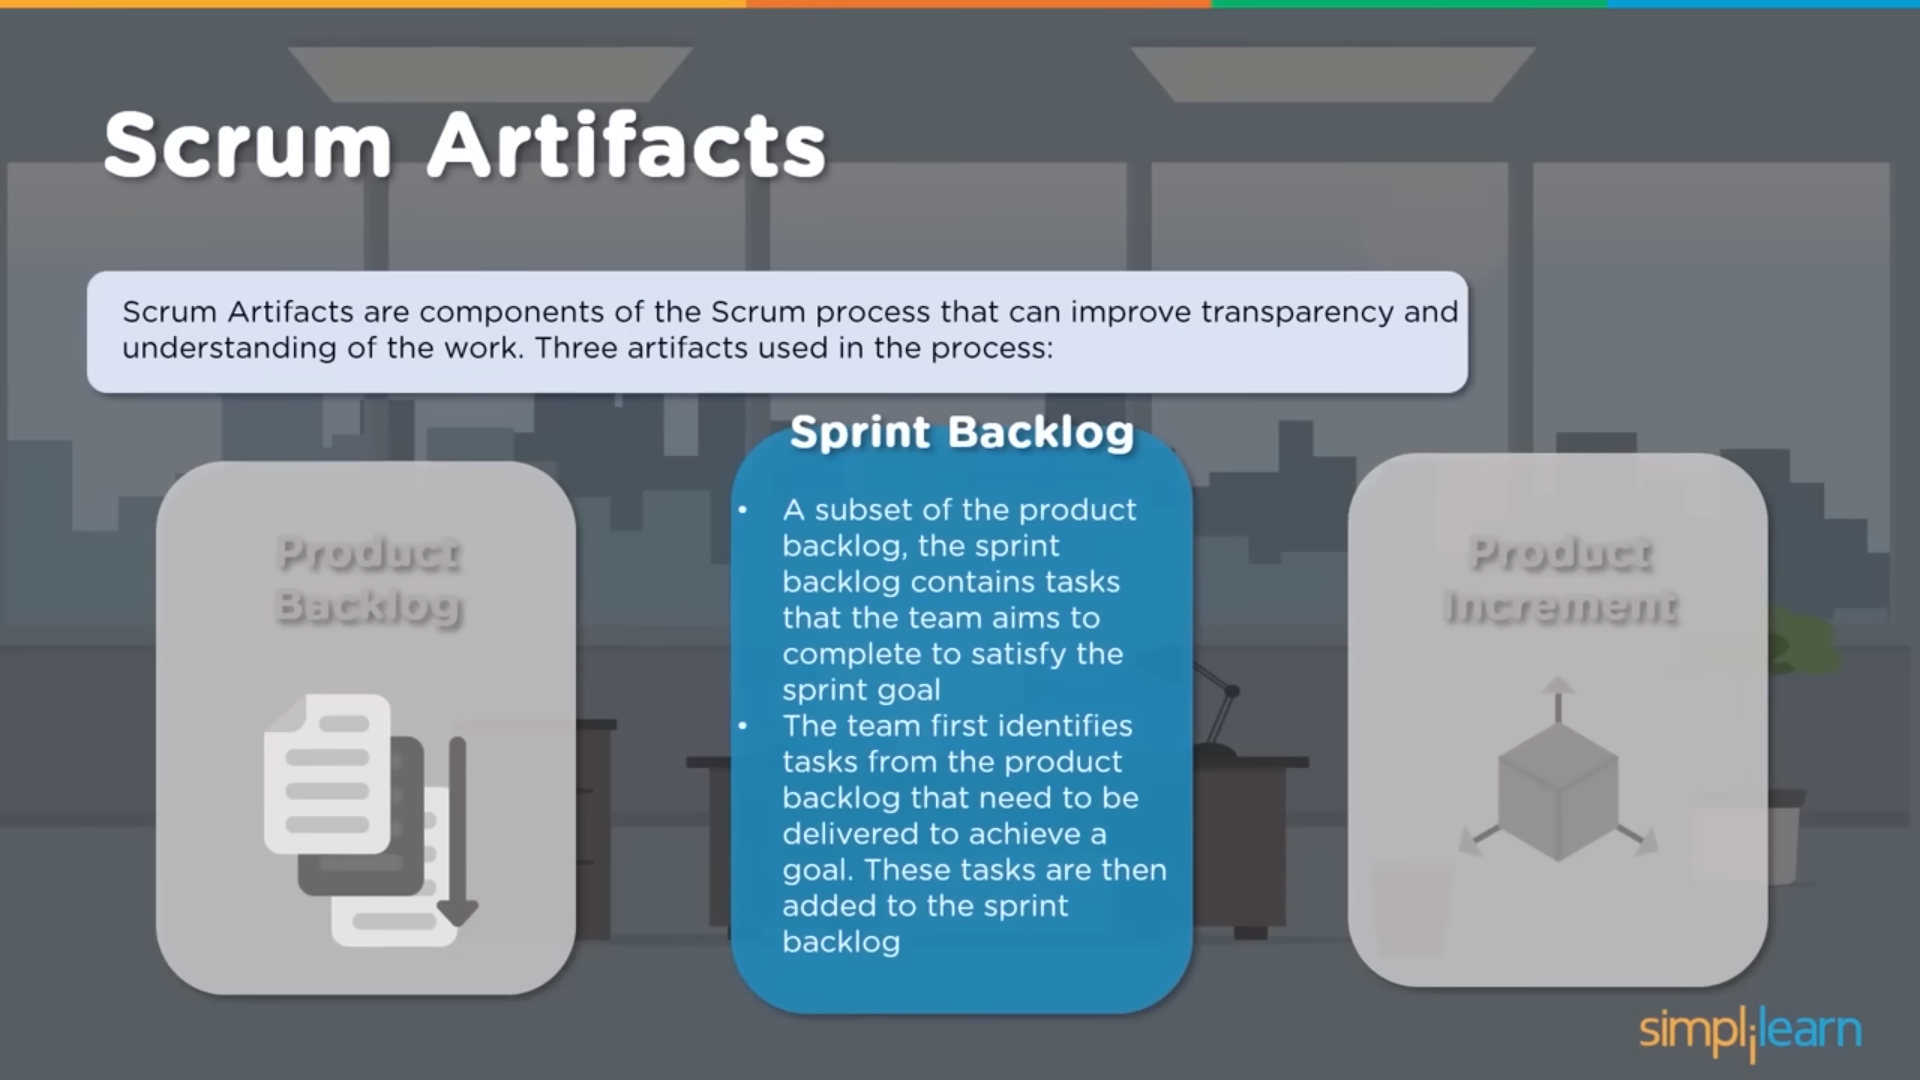 Scrum Artifacts
Scrum Artifacts are components of the Scrum process that can improve transparency and
understanding of the work. Three artifacts used in the process:
Product
Backlog
Sprint Backlog
• A subset of the product
backlog, the sprint
backlog contains tasks
that the team aims to
complete to satisfy the
sprint goal
• The team first identifies
tasks from the product
backlog that need to be
delivered to achieve a
goal. These tasks are then
added to the sprint
backlog
Product
Increment
simplilearn